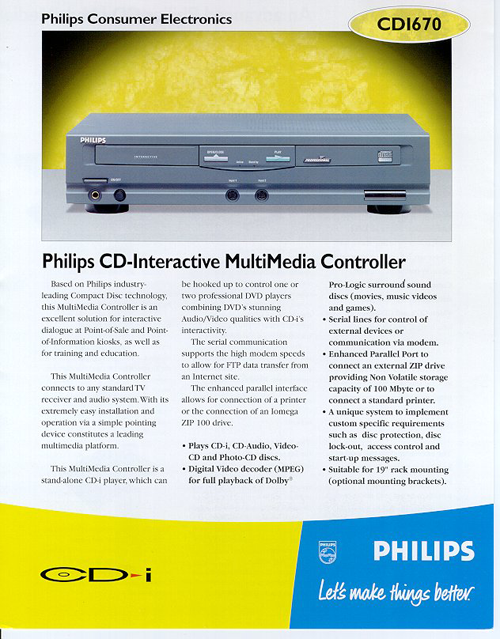 Philips Consumer Electronics
CDI670
PHILIPS
INTERACTIVE
OPEN/CLOSE
PLAY
ON/OFF
Philips CD-Interactive MultiMedia Controller
Based on Philips industry-
leading Compact Disc technology,
this MultiMedia Controller is an
excellent solution for interactive
dialogue at Point-of-Sale and Point-
of-Information kiosks, as well as
for training and education.
This MultiMedia Controller
connects to any standard TV
receiver and audio system. With its
extremely easy installation and
operation via a simple pointing
device constitutes a leading
multimedia platform.
This MultiMedia Controller is a
stand-alone CD-i player, which can
be hooked up to control one or
two professional DVD players
combining DVD's stunning
Audio/Video qualities with CD-i's
interactivity.
The serial communication
supports the high modem speeds
to allow for FTP data transfer from
an Internet site.
The enhanced parallel interface
allows for connection of a printer
or the connection of an Iomega
ZIP 100 drive.
• Plays CD-i, CD-Audio, Video-
CD and Photo-CD discs.
• Digital Video decoder (MPEG)
for full playback of Dolby®
Pro-Logic surround sound
discs (movies, music videos
and games).
• Serial lines for control of
external devices or
communication via modem.
• Enhanced Parallel Port to
connect an external ZIP drive
providing Non Volatile storage
capacity of 100 Mbyte or to
connect a standard printer.
• A unique system to implement
custom specific requirements
such as disc protection, disc
lock-out, access control and
start-up messages.
• Suitable for 19" rack mounting
(optional mounting brackets).
CD-i
PHILIPS
PHILIPS
Let's make things better.